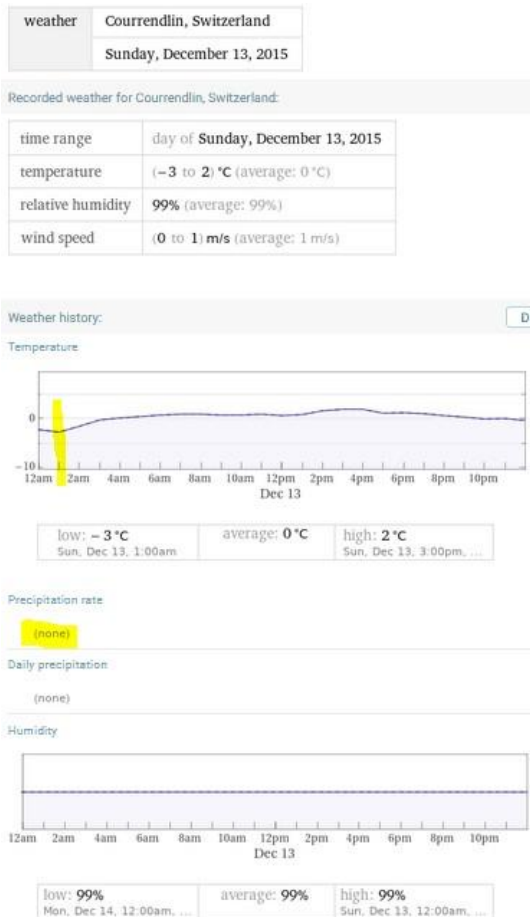 weather Courrendlin, Switzerland
Sunday, December 13, 2015
Recorded weather for Courrendlin, Switzerland:
time range day of Sunday, December 13, 2015
temperature (−3 to 2) °C (average: 0 °C)
relative humidity 99% (average: 99%)
wind speed (0 to 1) m/s (average: 1 m/s)
Weather history: D
Temperature
0
−10
12am 2am 4am 6am 8am 10am 12pm 2pm 4pm 6pm 8pm 10pm
Dec 13
low: −3 °C average: 0 °C high: 2 °C
Sun, Dec 13, 1:00am Sun, Dec 13, 3:00pm, ...
Precipitation rate
(none)
Daily precipitation
(none)
Humidity
12am 2am 4am 6am 8am 10am 12pm 2pm 4pm 6pm 8pm 10pm
Dec 13
low: 99% average: 99% high: 99%
Mon, Dec 14, 12:00am, ... Sun, Dec 13, 12:00am, ...